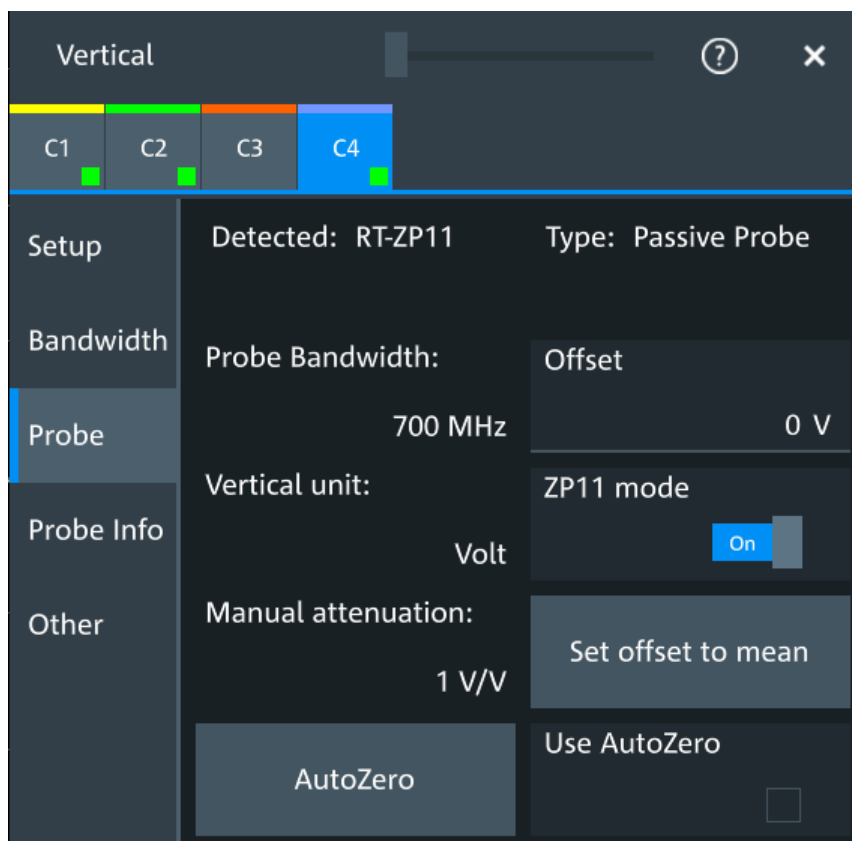 Vertical
?
C1 C2 C3 C4
Setup
Bandwidth
Probe
Probe Info
Other
Detected: RT-ZP11 Type: Passive Probe
Probe Bandwidth:
700 MHz
Offset
0 V
Vertical unit:
Volt
ZP11 mode
On
Manual attenuation:
1 V/V
Set offset to mean
AutoZero
Use AutoZero